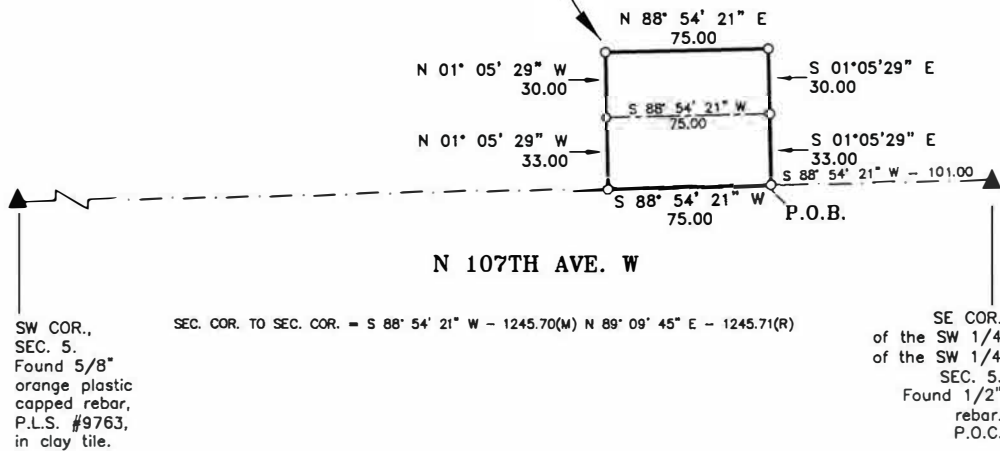 N 88° 54' 21" E
75.00
N 01° 05' 29" W
30.00
S 01°05'29" E
30.00
S 88° 54' 21" W
75.00
N 01° 05' 29" W
33.00
S 01°05'29" E
33.00
S 88° 54' 21" W - 101.00
S 88° 54' 21" W
75.00
P.O.B.
N 107TH AVE. W
SEC. COR. TO SEC. COR. = S 88° 54' 21" W - 1245.70(M) N 89° 09' 45" E - 1245.71(R)
SW COR.,
SEC. 5.
Found 5/8"
orange plastic
capped rebar,
P.L.S. #9763,
in clay tile.
SE COR.
of the SW 1/4
of the SW 1/4
SEC. 5.
Found 1/2"
rebar.
P.O.C.